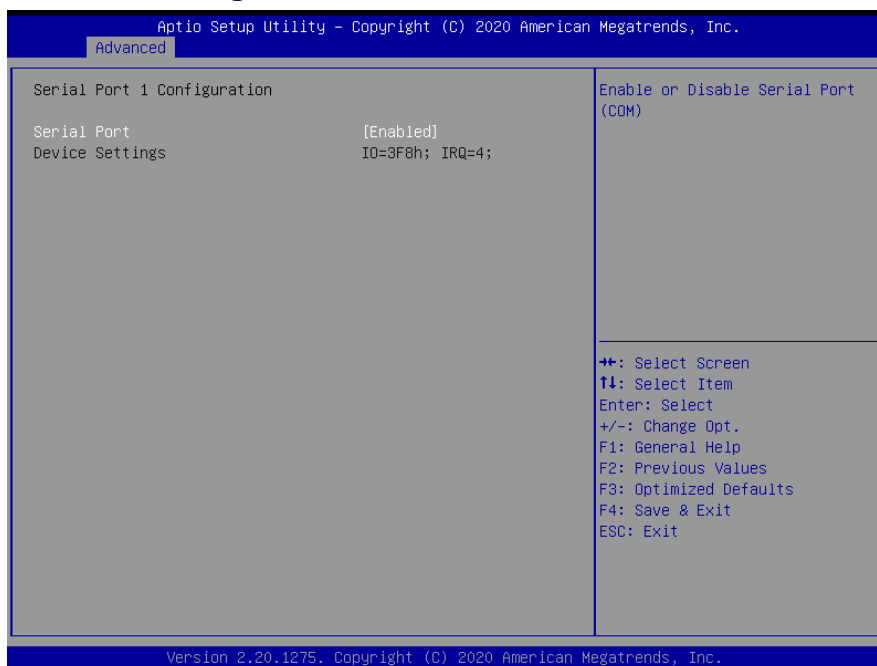 Aptio Setup Utility – Copyright (C) 2020 American Megatrends, Inc.
Advanced
Serial Port 1 Configuration
Serial Port [Enabled]
Device Settings IO=3F8h; IRQ=4;
Enable or Disable Serial Port
(COM)
→←: Select Screen
↑↓: Select Item
Enter: Select
+/-: Change Opt.
F1: General Help
F2: Previous Values
F3: Optimized Defaults
F4: Save & Exit
ESC: Exit
Version 2.20.1275. Copyright (C) 2020 American Megatrends, Inc.